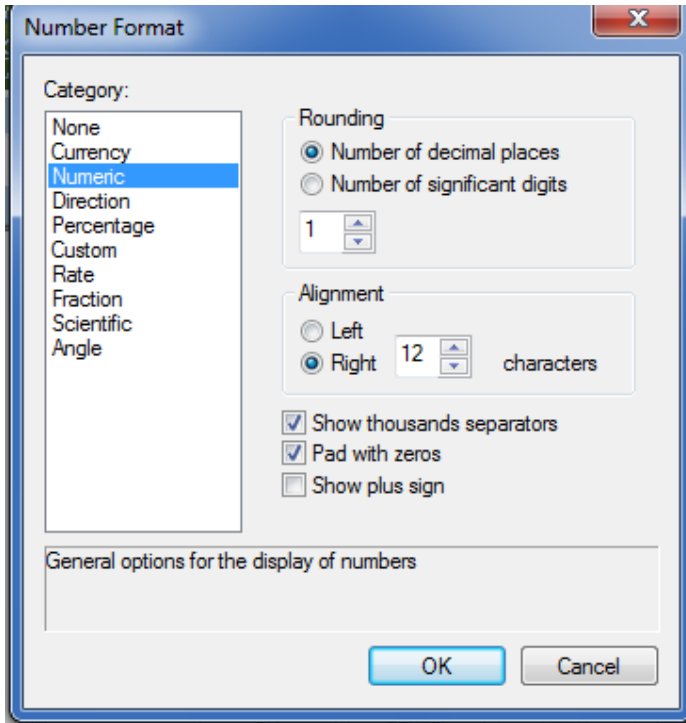 Number Format
Category:
None
Currency
Numeric
Direction
Percentage
Custom
Rate
Fraction
Scientific
Angle
Rounding
Number of decimal places
Number of significant digits
1
Alignment
Left
Right 12 characters
Show thousands separators
Pad with zeros
Show plus sign
General options for the display of numbers
OK Cancel